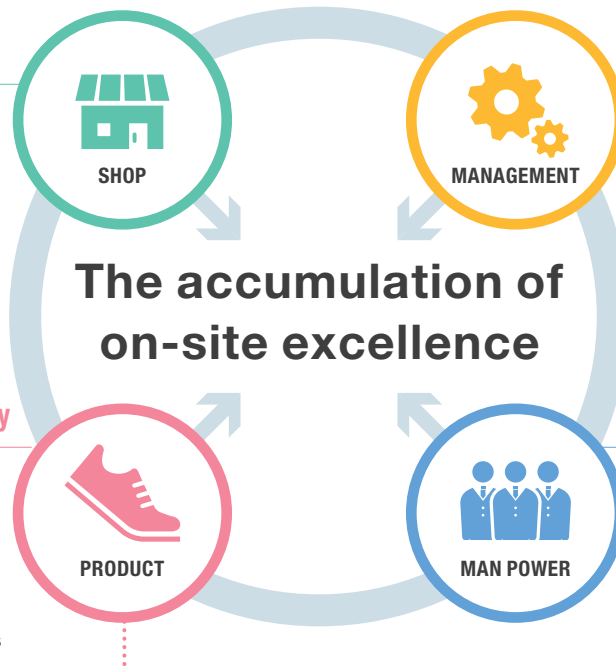 SHOP
MANAGEMENT
The accumulation of
on-site excellence
y
PRODUCT
MAN POWER
s